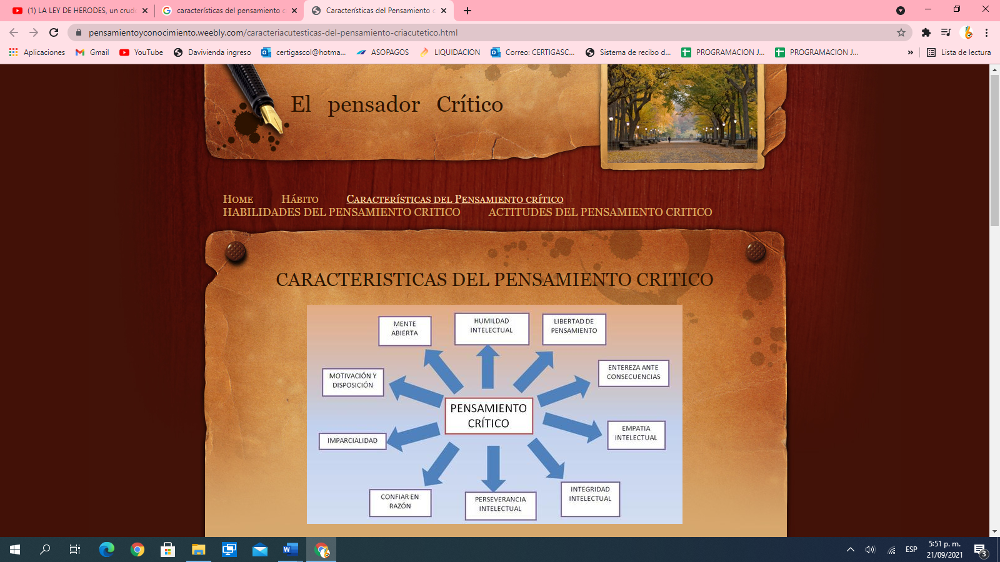 (1) LA LEY DE HERODES, un crud
características del pensamiento c
Características del Pensamiento c
pensamientoyconocimiento.weebly.com/caracteriacutesticas-del-pensamiento-criacutetico.html
Aplicaciones
Gmail
YouTube
Davivienda ingreso
certigascol@hotma...
ASOPAGOS
LIQUIDACION
Correo: CERTIGASC...
Sistema de recibo d...
PROGRAMACION J...
PROGRAMACION J...
»
Lista de lectura
El pensador Crítico
Home Hábito Características del Pensamiento crítico
HABILIDADES DEL PENSAMIENTO CRITICO ACTITUDES DEL PENSAMIENTO CRITICO
CARACTERISTICAS DEL PENSAMIENTO CRITICO
MENTE
ABIERTA
HUMILDAD
INTELECTUAL
LIBERTAD DE
PENSAMIENTO
MOTIVACIÓN Y
DISPOSICIÓN
ENTEREZA ANTE
CONSECUENCIAS
PENSAMIENTO
CRÍTICO
IMPARCIALIDAD
EMPATIA
INTELECTUAL
CONFIAR EN
RAZÓN
PERSEVERANCIA
INTELECTUAL
INTEGRIDAD
INTELECTUAL
ESP
5:51 p. m.
21/09/2021
3